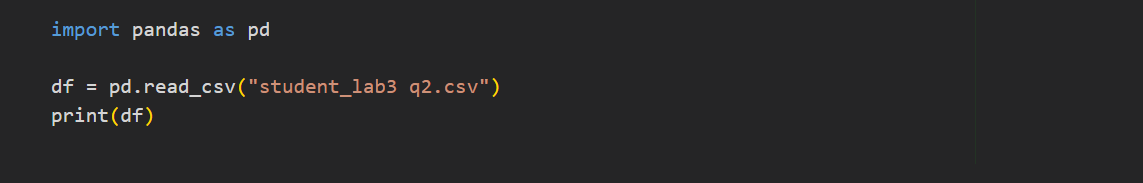 import pandas as pd
df = pd.read_csv("student_lab3 q2.csv")
print(df)